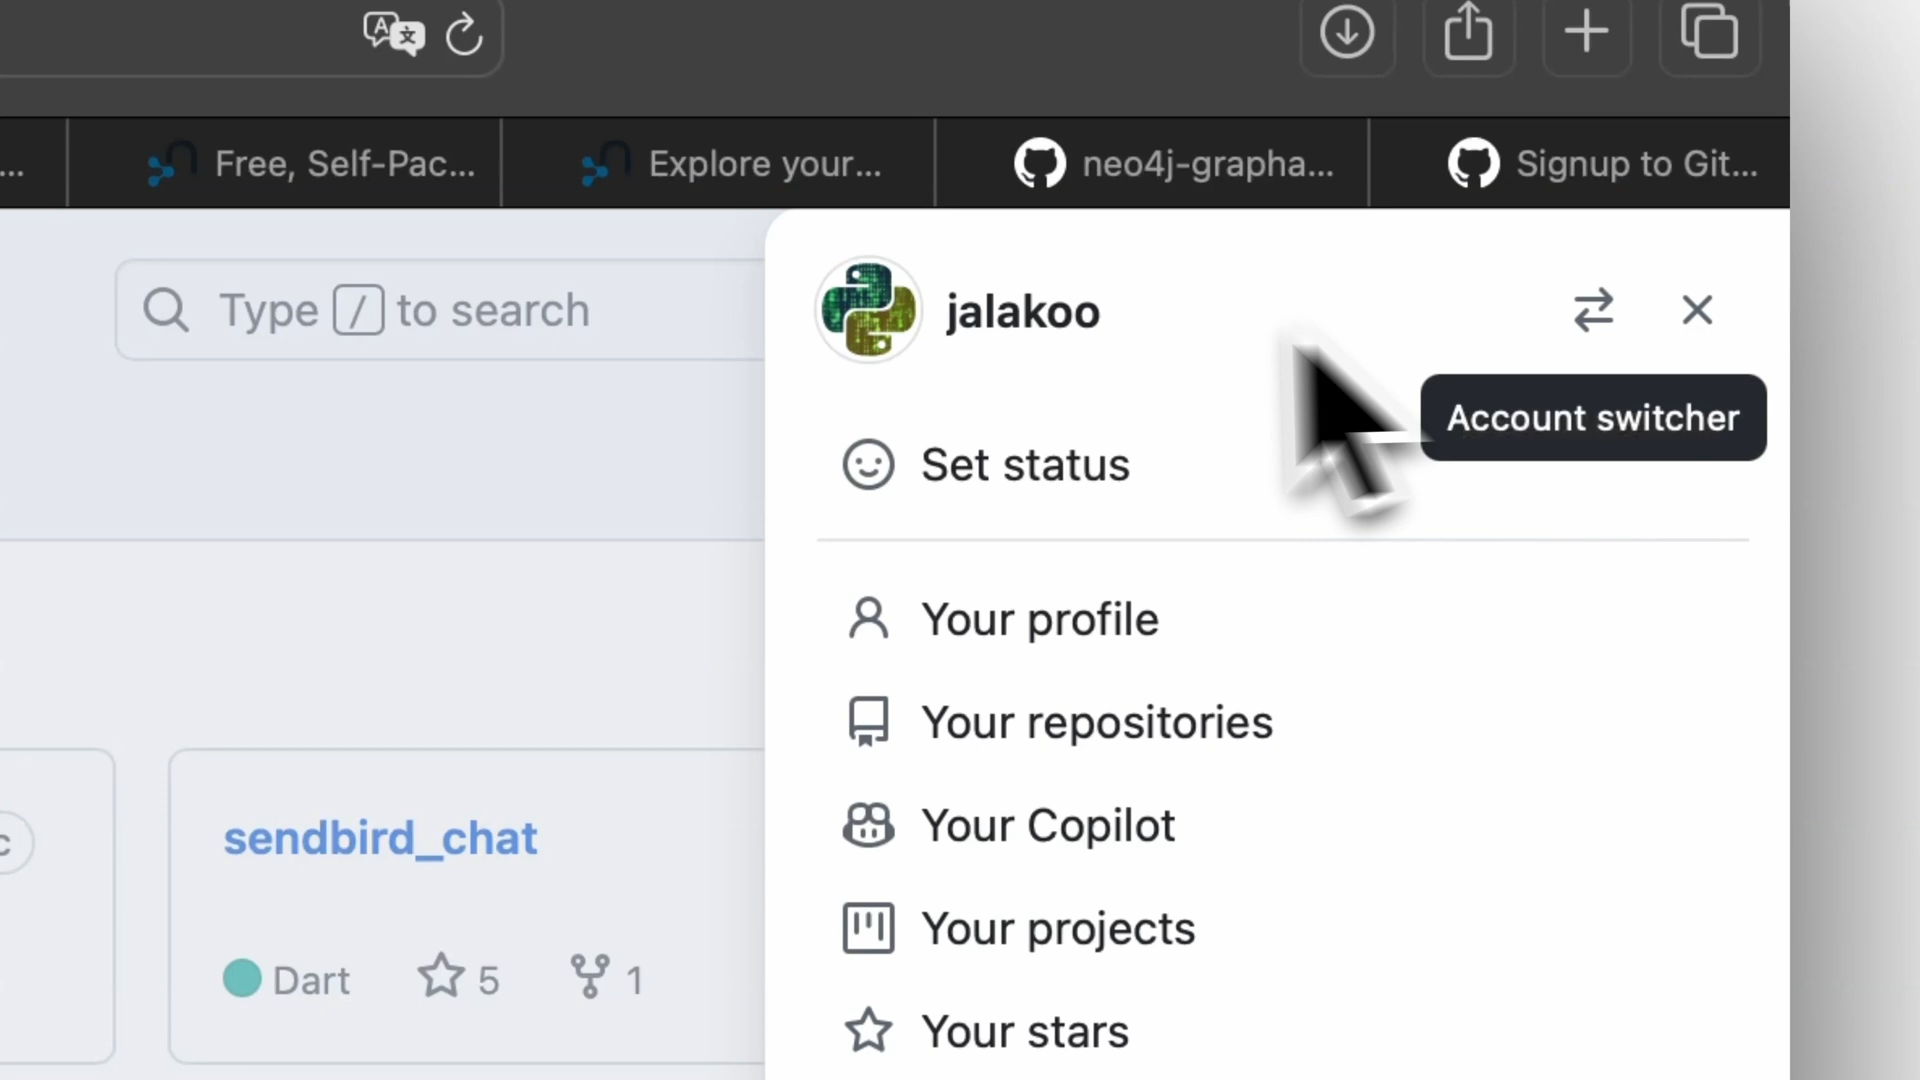 Free, Self-Pac...
Explore your...
neo4j-grapha...
Signup to Git...
Type / to search
jalakoo
Account switcher
Set status
Your profile
Your repositories
Your Copilot
sendbird_chat
Your projects
Dart 5 1
Your stars